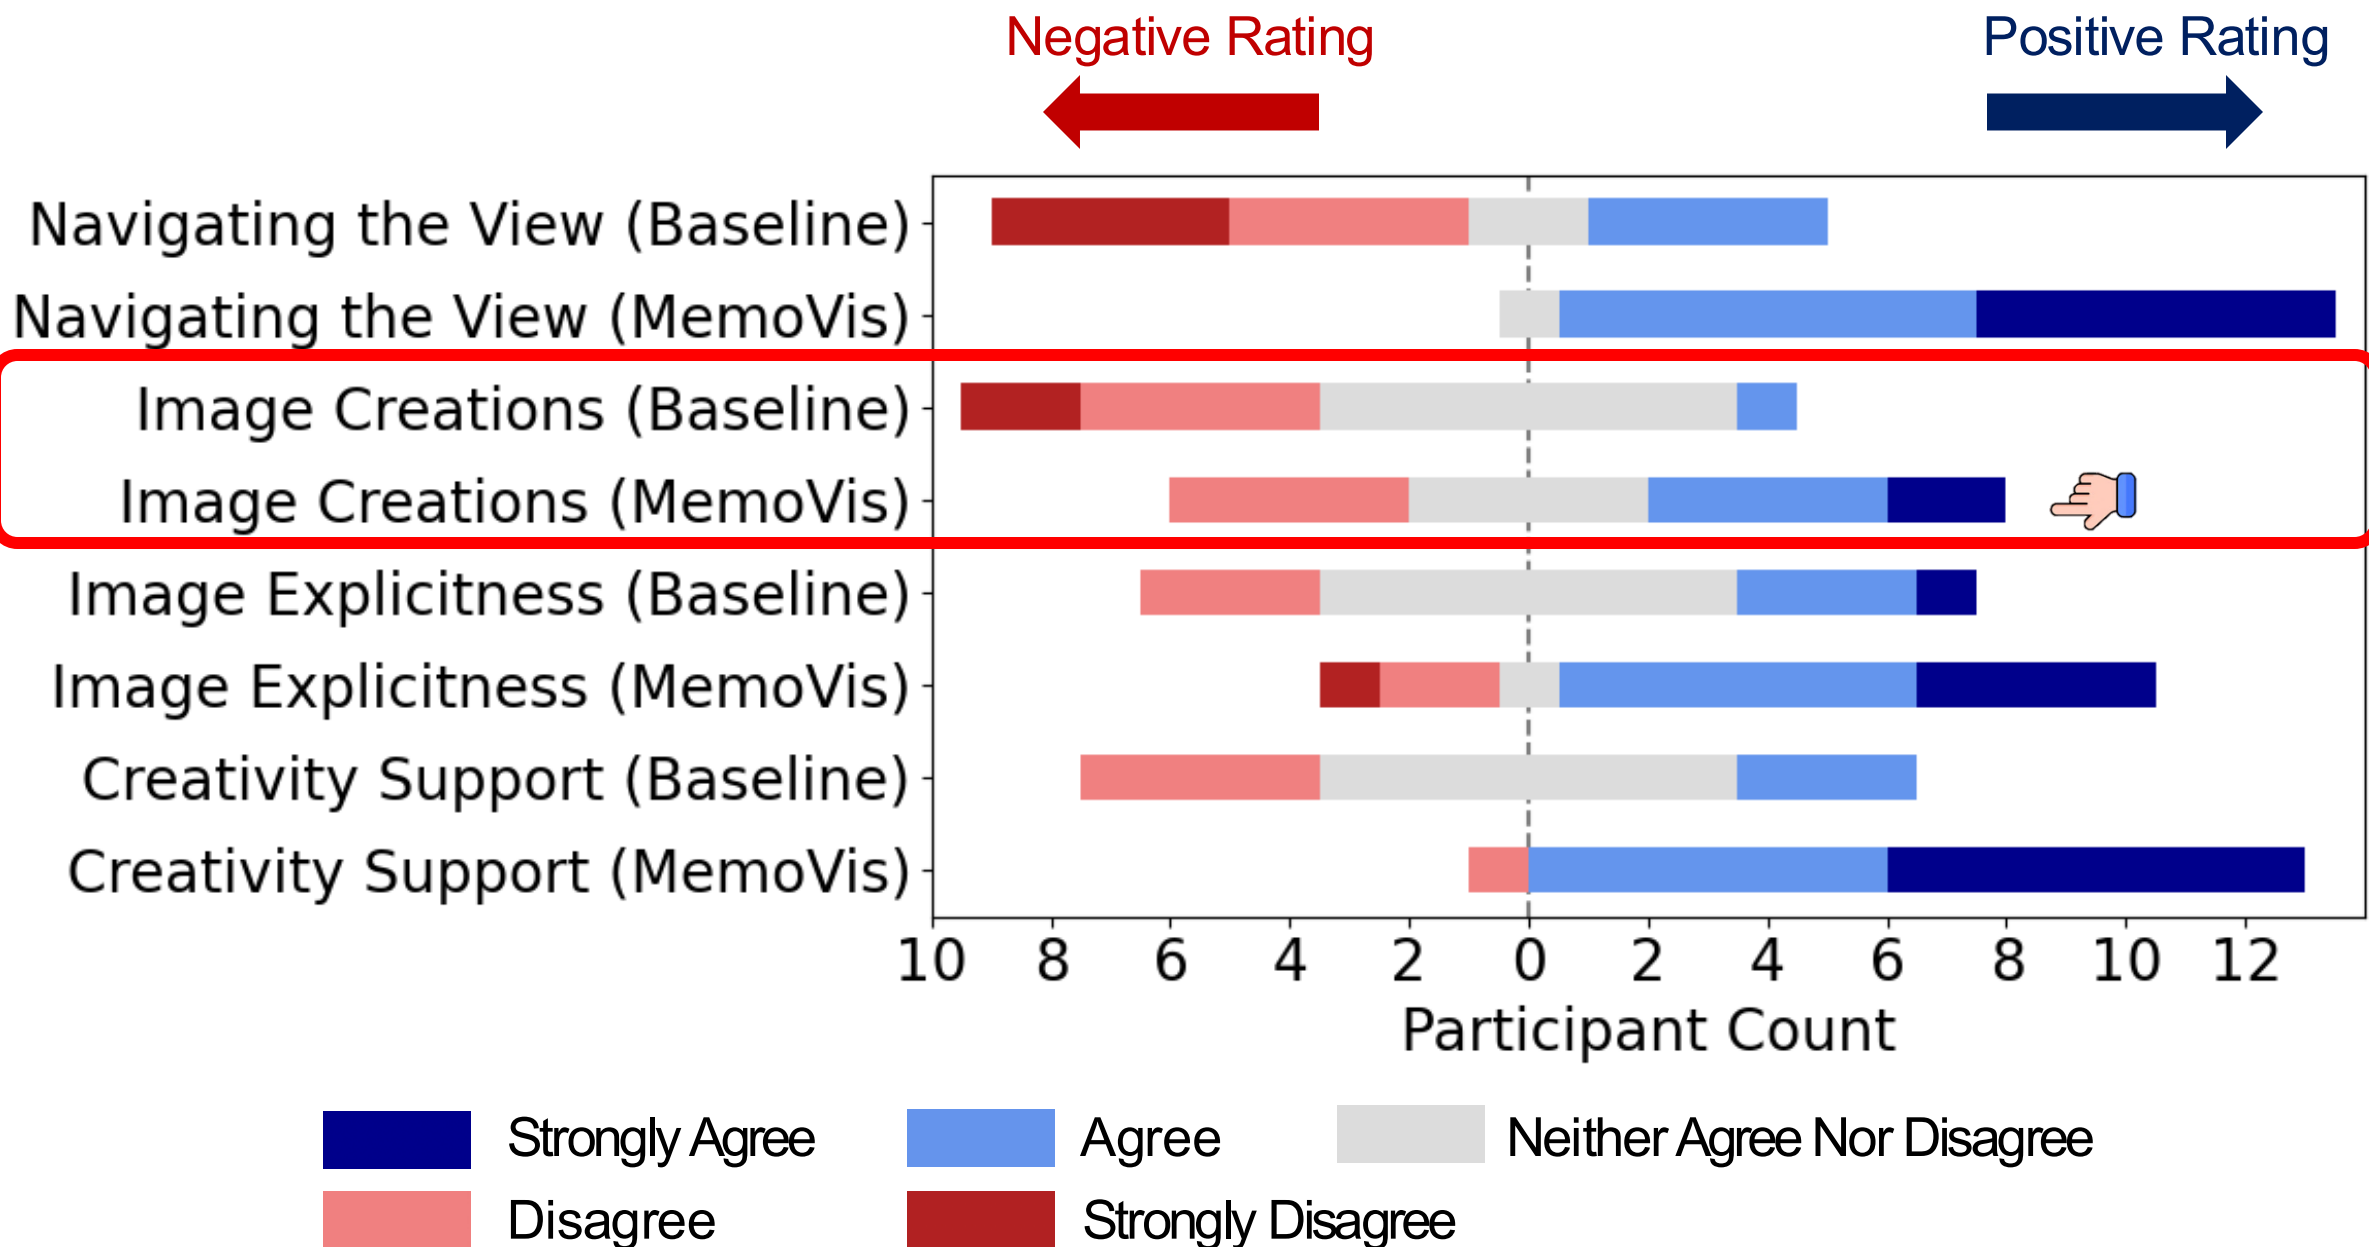 Negative Rating Positive Rating
Navigating the View (Baseline)
Navigating the View (MemoVis)
Image Creations (Baseline)
Image Creations (MemoVis)
Image Explicitness (Baseline)
Image Explicitness (MemoVis)
Creativity Support (Baseline)
Creativity Support (MemoVis)
10 8 6 4 2 0 2 4 6 8 10 12
Participant Count
Strongly Agree Agree Neither Agree Nor Disagree
Disagree Strongly Disagree